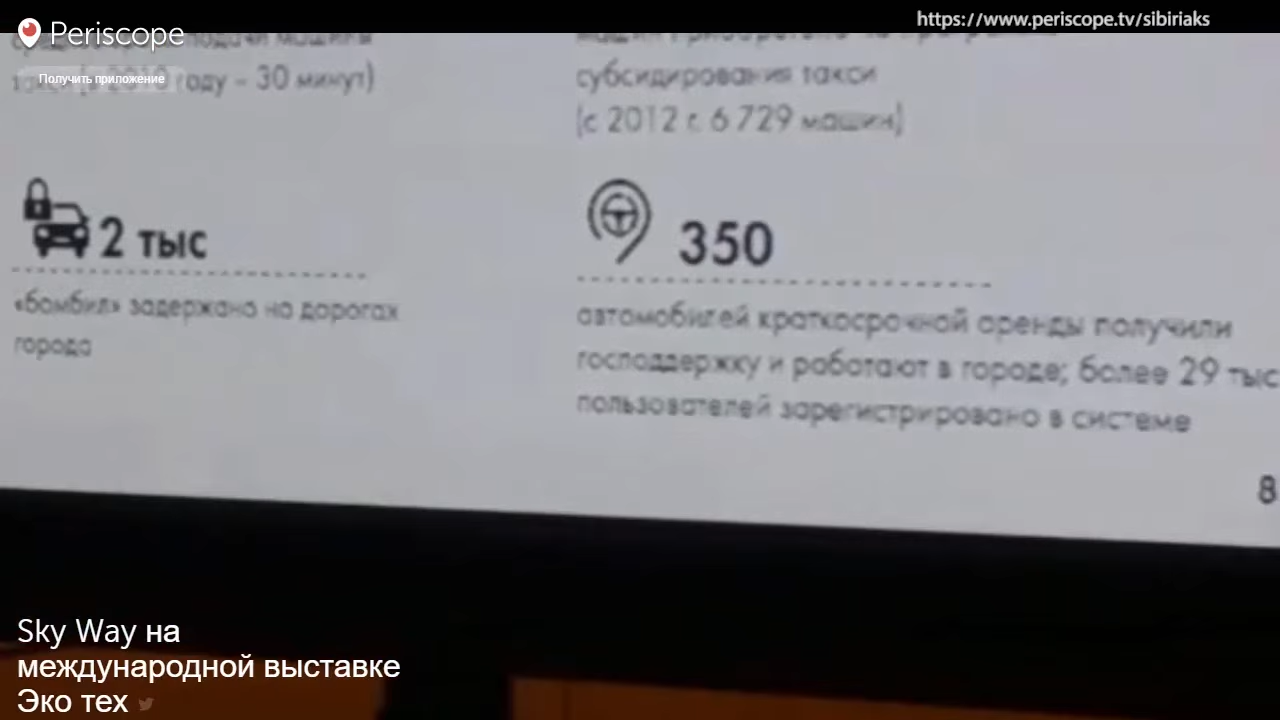 https://www.periscope.tv/sibiriaks
Periscope
Получить приложение
году – 30 минут)
субсидирования такси
(с 2012 г. 6 729 машин)
2 тыс
«бомбил» задержано на дорогах
города
350
автомобилей краткосрочной аренды получили
господдержку и работают в городе; более 29 тыс
пользователей зарегистрировано в системе
8
Sky Way на
международной выставке
Эко тех